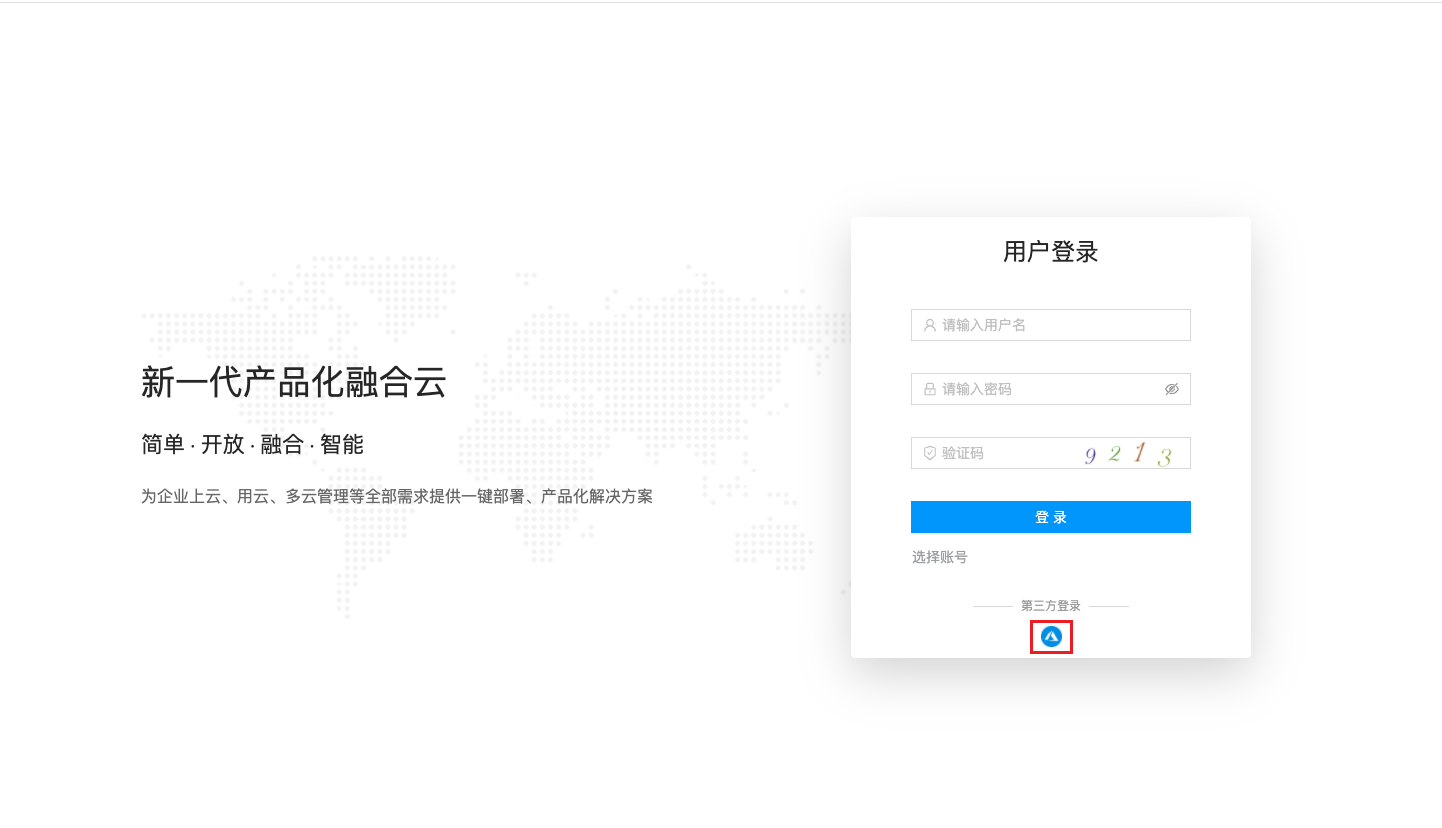 新一代产品化融合云
简单 · 开放 · 融合 · 智能
为企业上云、用云、多云管理等全部需求提供一键部署、产品化解决方案
用户登录
请输入用户名
请输入密码
验证码 9 2 1 3
登 录
选择账号
第三方登录